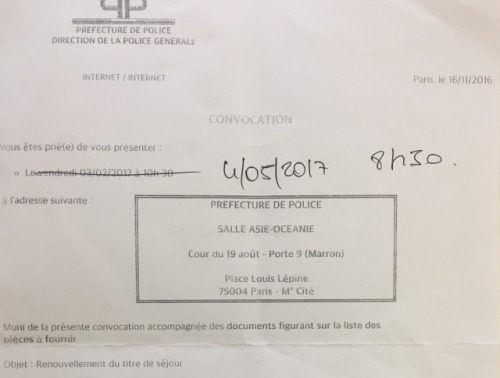 PREFECTURE DE POLICE
DIRECTION DE LA POLICE GENERALE
INTERNET / INTERNET
Paris, le 16/11/2016
CONVOCATION
vous êtes prié(e) de vous présenter :
03/02/2017 à 10h 30 4/05/2017 8h30.
à l'adresse suivante :
PREFECTURE DE POLICE
SALLE ASIE-OCEANIE
Cour du 19 août - Porte 9 (Marron)
Place Louis Lépine
75004 Paris - M° Cité
Muni de la présente convocation accompagnée des documents figurant sur la liste des
pièces à fournir
Objet : Renouvellement du titre de séjour